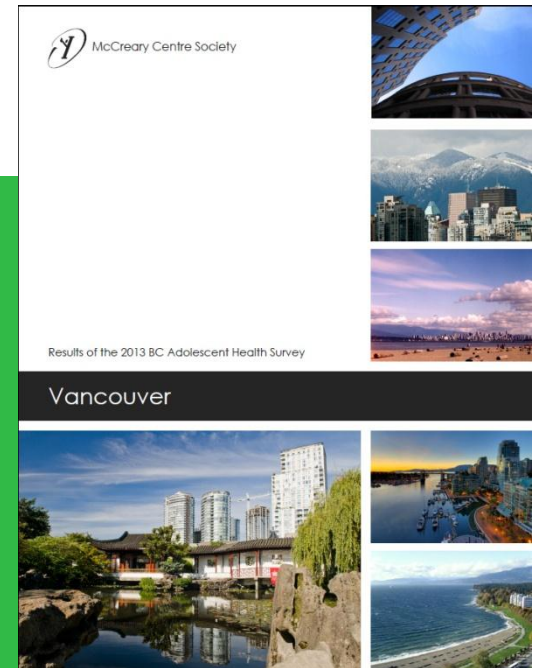 McCreary Centre Society
Results of the 2013 BC Adolescent Health Survey
Vancouver